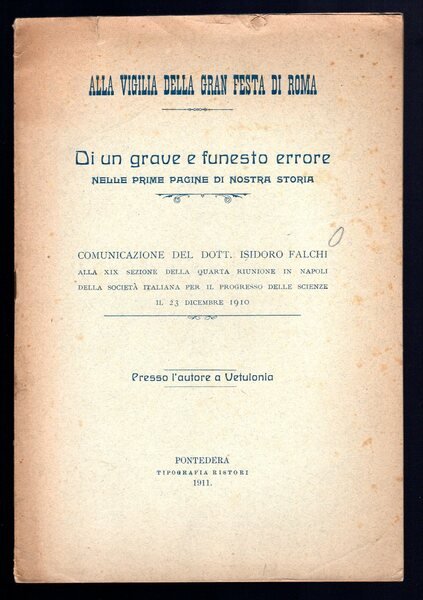 ALLA VIGILIA DELLA GRAN FESTA DI ROMA
Di un grave e funesto errore
NELLE PRIME PAGINE DI NOSTRA STORIA
COMUNICAZIONE DEL DOTT. ISIDORO FALCHI
ALLA XIX SEZIONE DELLA QUARTA RIUNIONE IN NAPOLI
DELLA SOCIETÀ ITALIANA PER IL PROGRESSO DELLE SCIENZE
IL 23 DICEMBRE 1910
Presso l'autore a Vetulonia
PONTEDERA
TIPOGRAFIA RISTORI
1911.